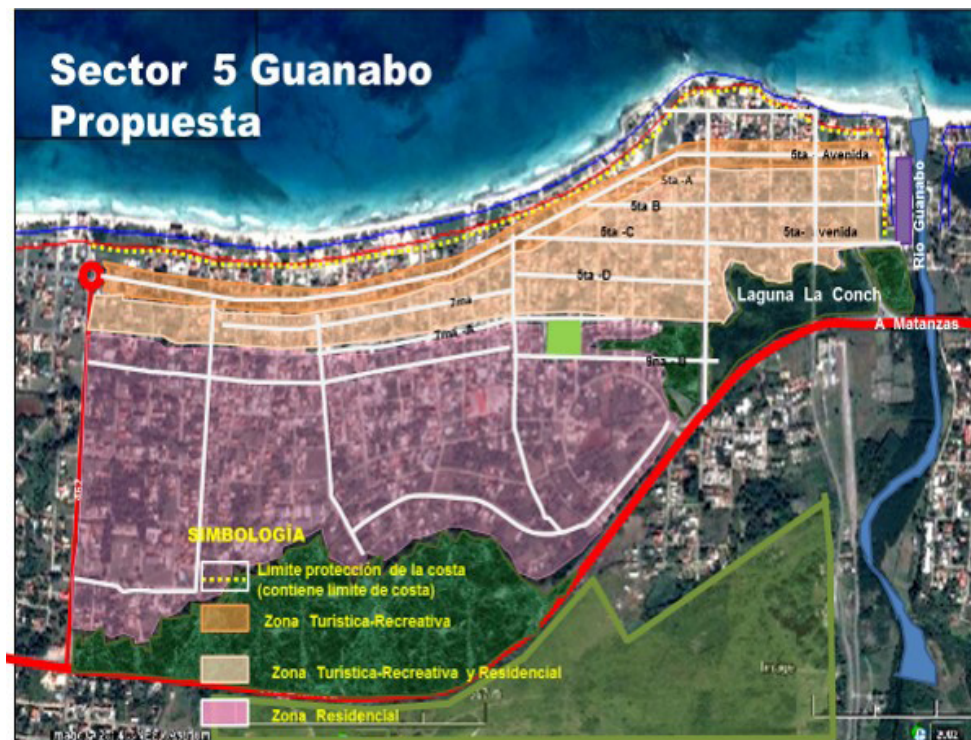 Sector 5 Guanabo
Propuesta
5ta - Avenida
5ta -A
5ta B
5ta -C
5ta- venida
5ta -D
Rio Guanabo
Laguna La Conch
A Matanzas
7ma
7ma
9na - B
SIMBOLOGÍA
Limite protección de la costa
(contiene limite de costa)
Zona Turistica-Recreativa
Zona Turistica-Recreativa y Residencial
Zona Residencial
2002